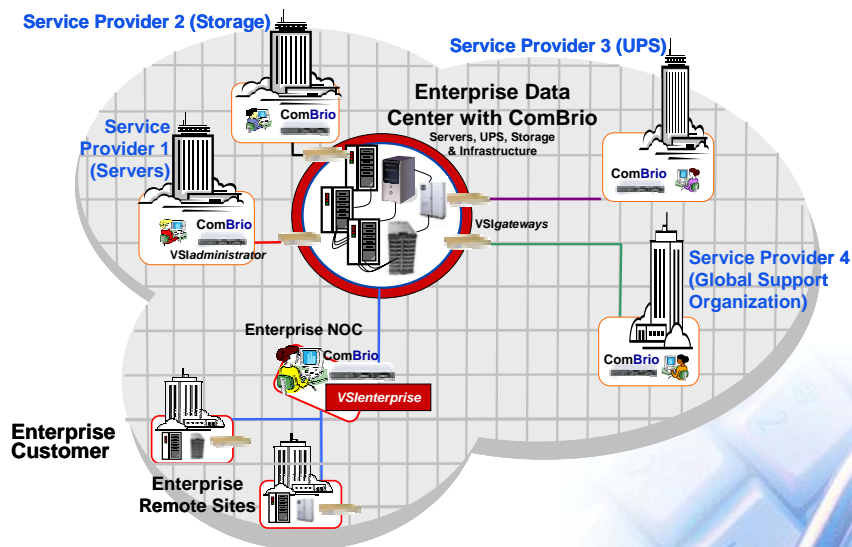 Service Provider 2 (Storage)
Service Provider 3 (UPS)
Enterprise Data
Center with ComBrio
Servers, UPS, Storage
& Infrastructure
ComBrio
Service
Provider 1
(Servers)
ComBrio
VSIadministrator
ComBrio
VSIgateways
Service Provider 4
(Global Support
Organization)
ComBrio
Enterprise NOC
ComBrio
VSIenterprise
Enterprise
Customer
Enterprise
Remote Sites